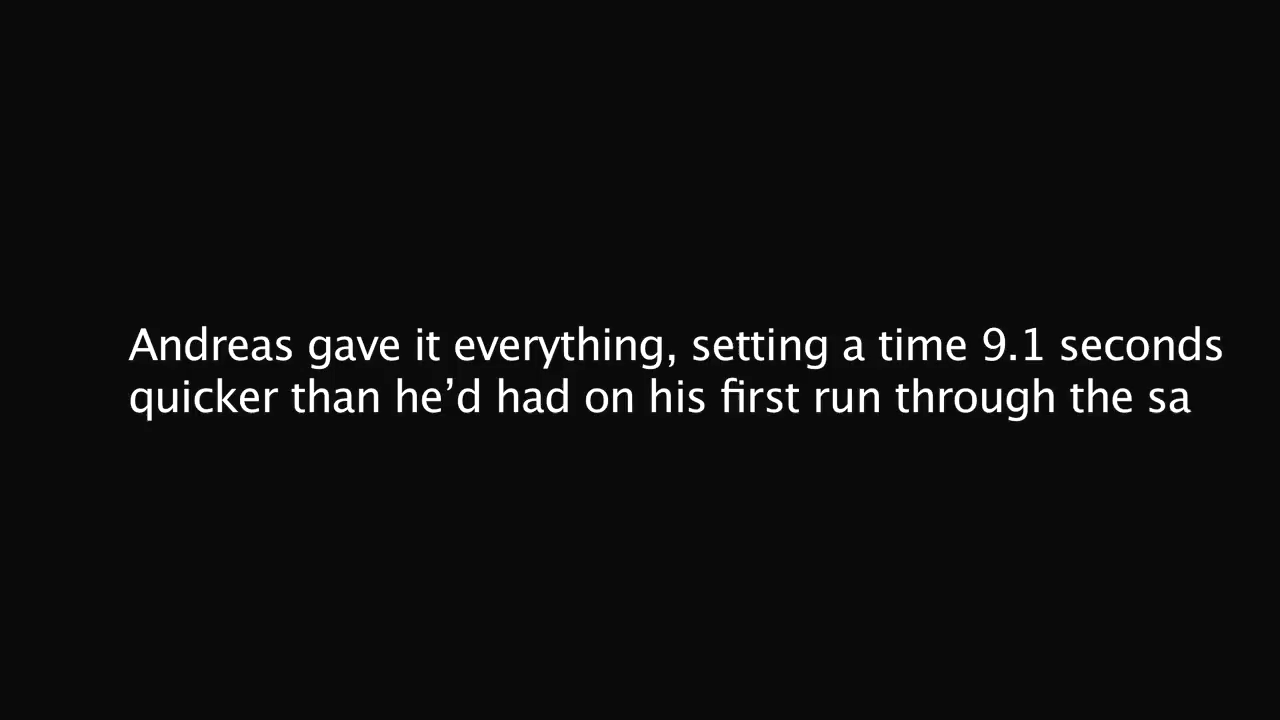 Andreas gave it everything, setting a time 9.1 seconds
quicker than he’d had on his first run through the sa